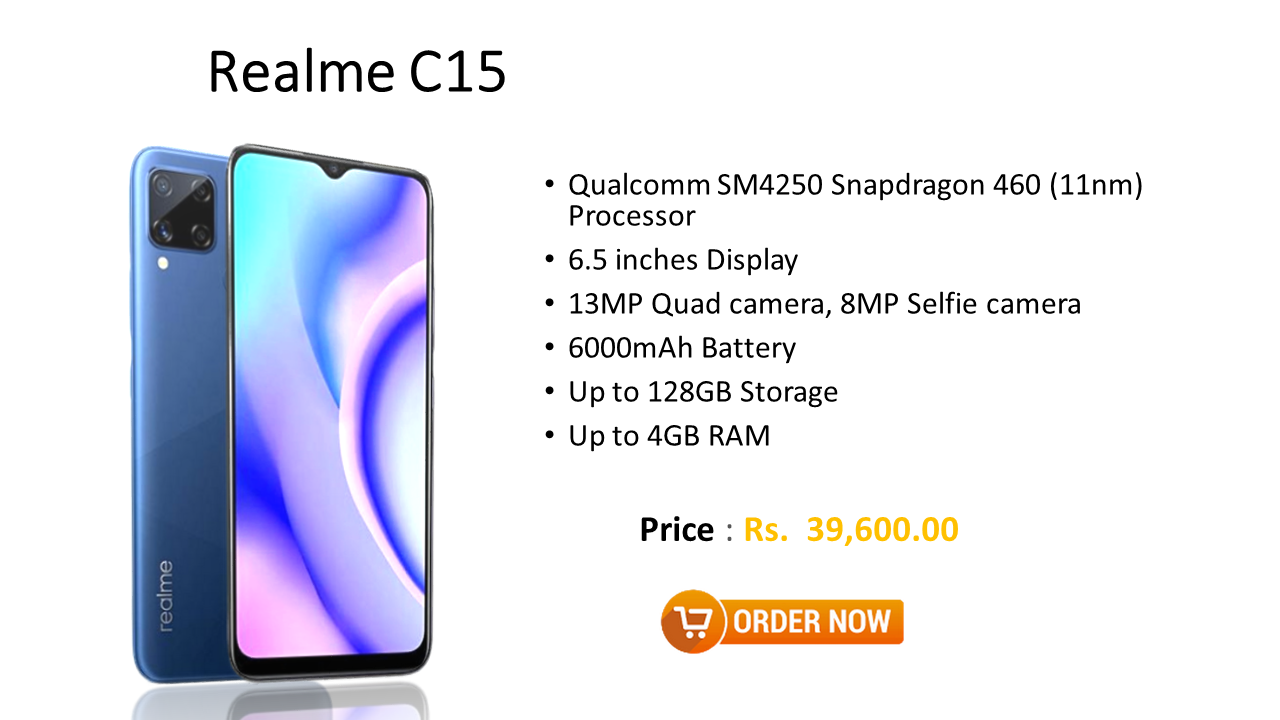 Realme C15
• Qualcomm SM4250 Snapdragon 460 (11nm)
Processor
• 6.5 inches Display
• 13MP Quad camera, 8MP Selfie camera
• 6000mAh Battery
• Up to 128GB Storage
• Up to 4GB RAM
realme
Price : Rs. 39,600.00
ORDER NOW